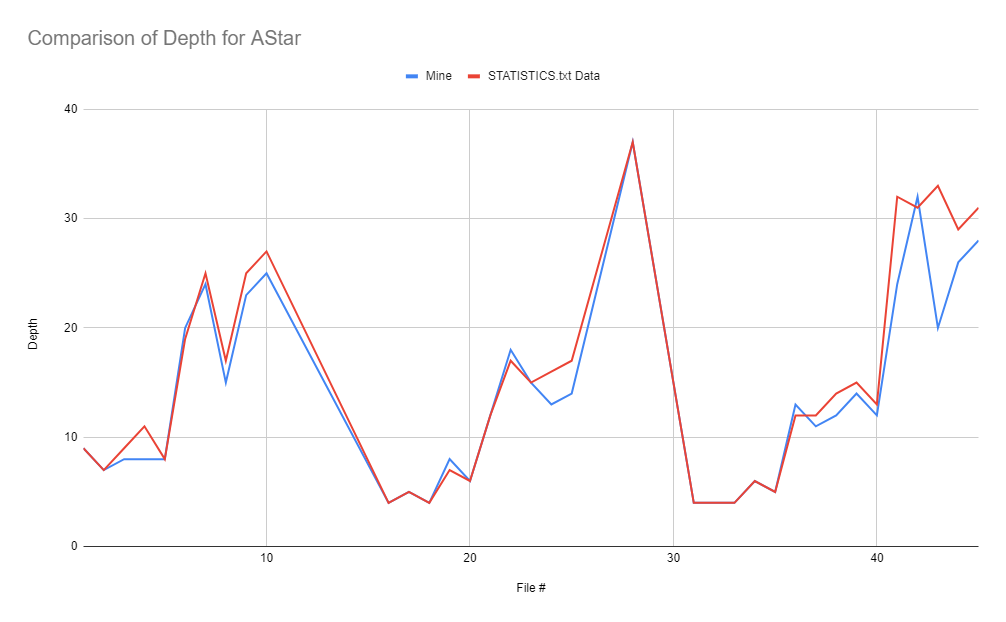 Comparison of Depth for AStar
Mine STATISTICS.txt Data
40
30
20
10
0
Depth
10 20 30 40
File #